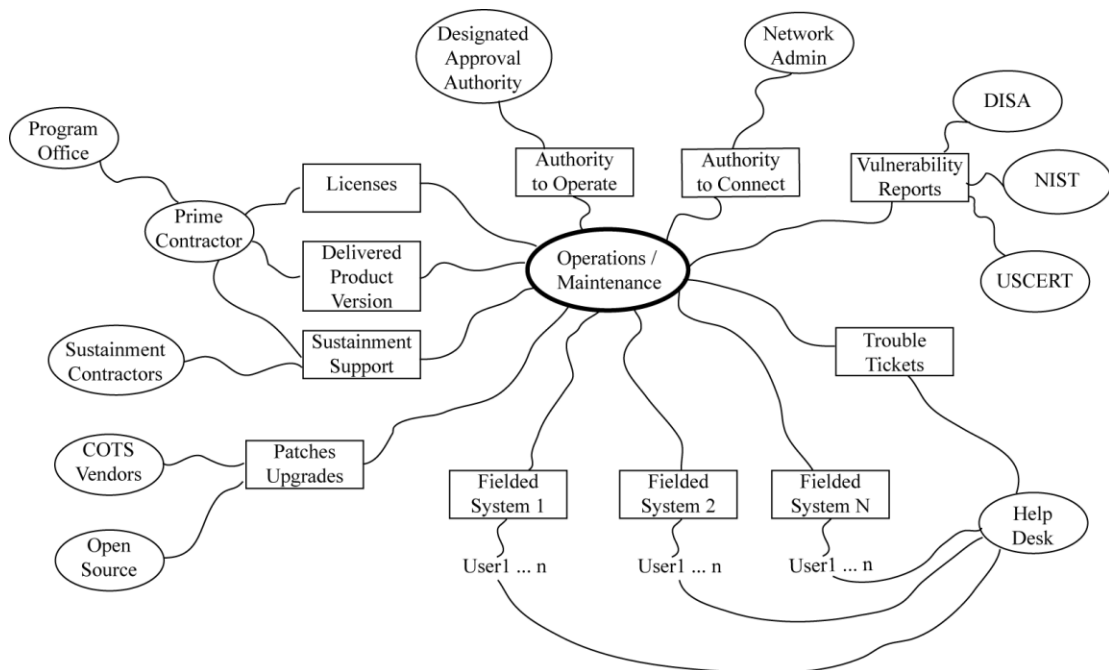 Designated
Approval
Authority
Network
Admin
DISA
Program
Office
Licenses
Authority
to Operate
Authority
to Connect
Vulnerability
Reports
NIST
Prime
Contractor
Delivered
Product
Version
Operations /
Maintenance
USCERT
Sustainment
Contractors
Sustainment
Support
Trouble
Tickets
COTS
Vendors
Patches
Upgrades
Fielded
System 1
Fielded
System 2
Fielded
System N
Help
Desk
Open
Source
User1 ... n
User1 ... n
User1 ... n